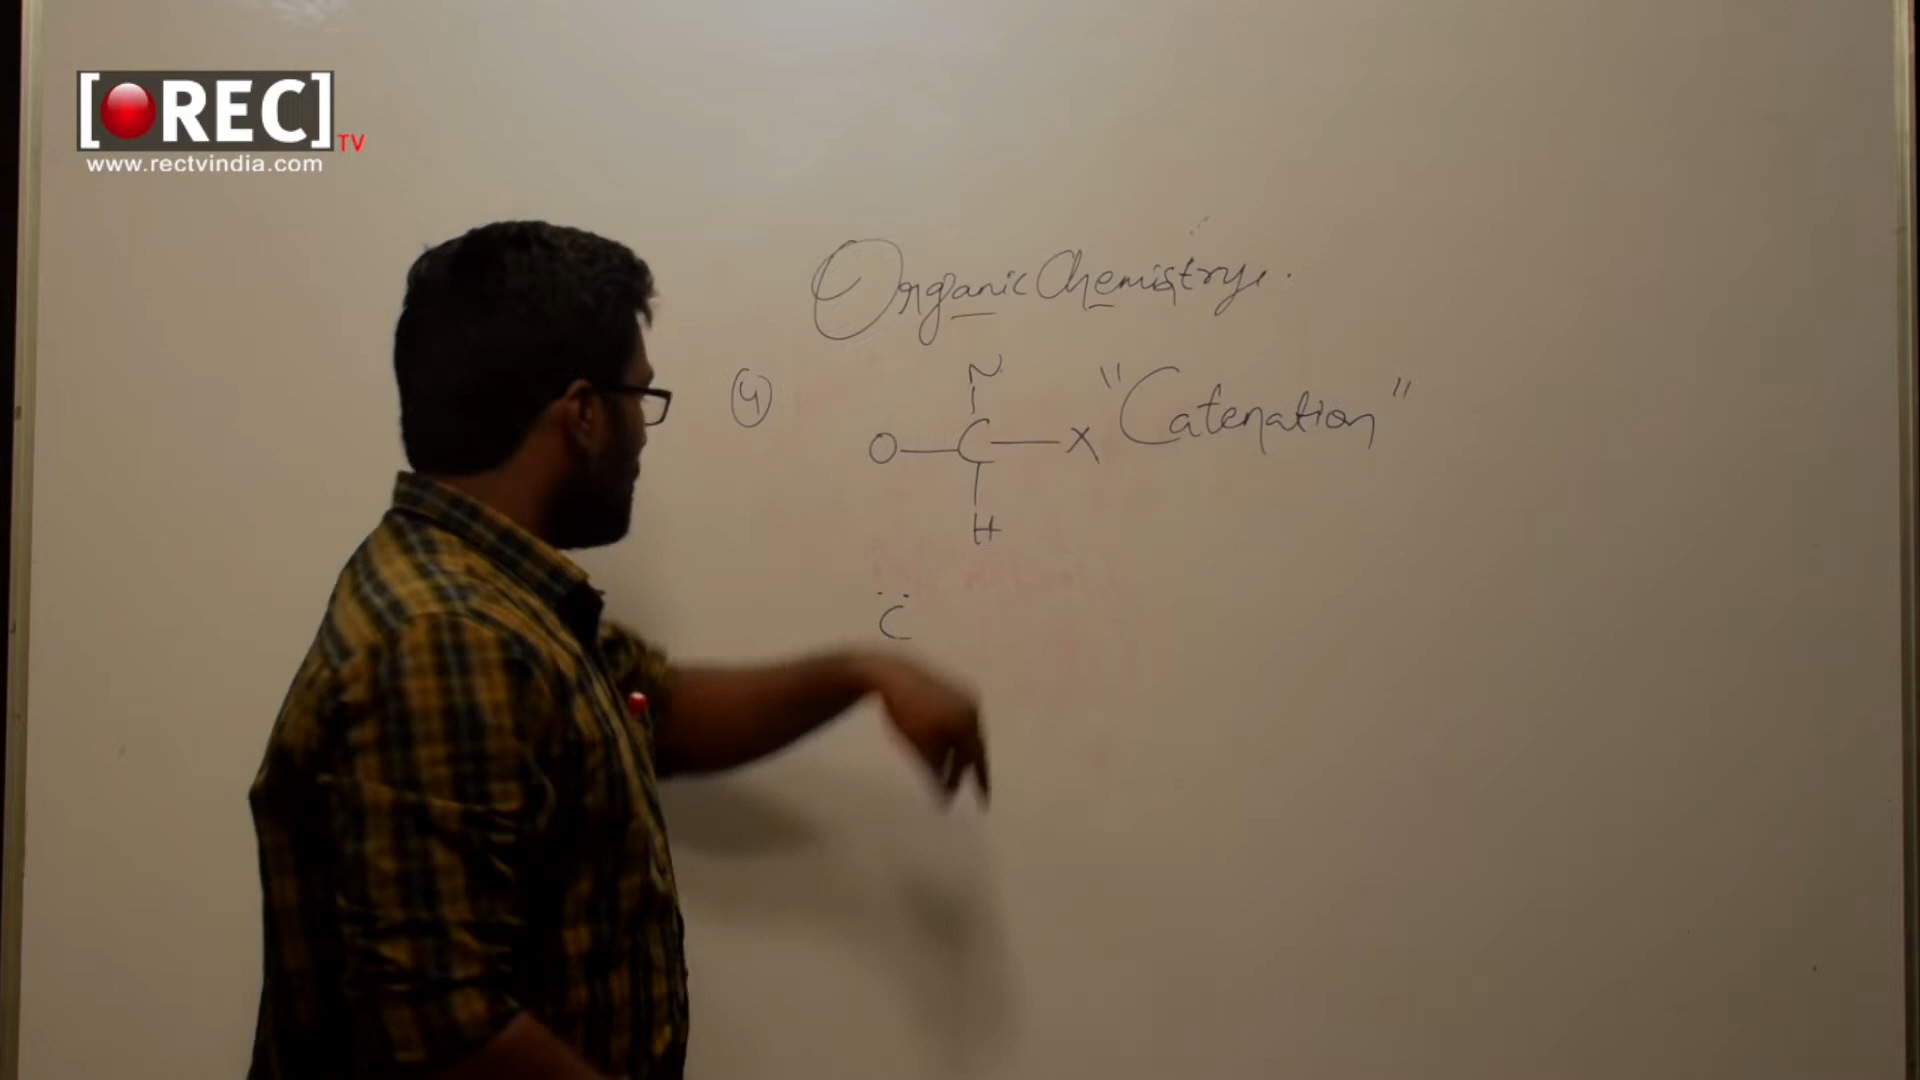 [REC] TV
www.rectvindia.com
Organic Chemistry.
4
N
"Catenation"
O C X
H
C